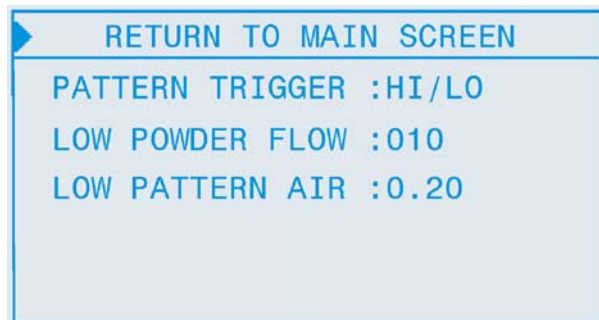 RETURN TO MAIN SCREEN
PATTERN TRIGGER :HI/LO
LOW POWDER FLOW :010
LOW PATTERN AIR :0.20